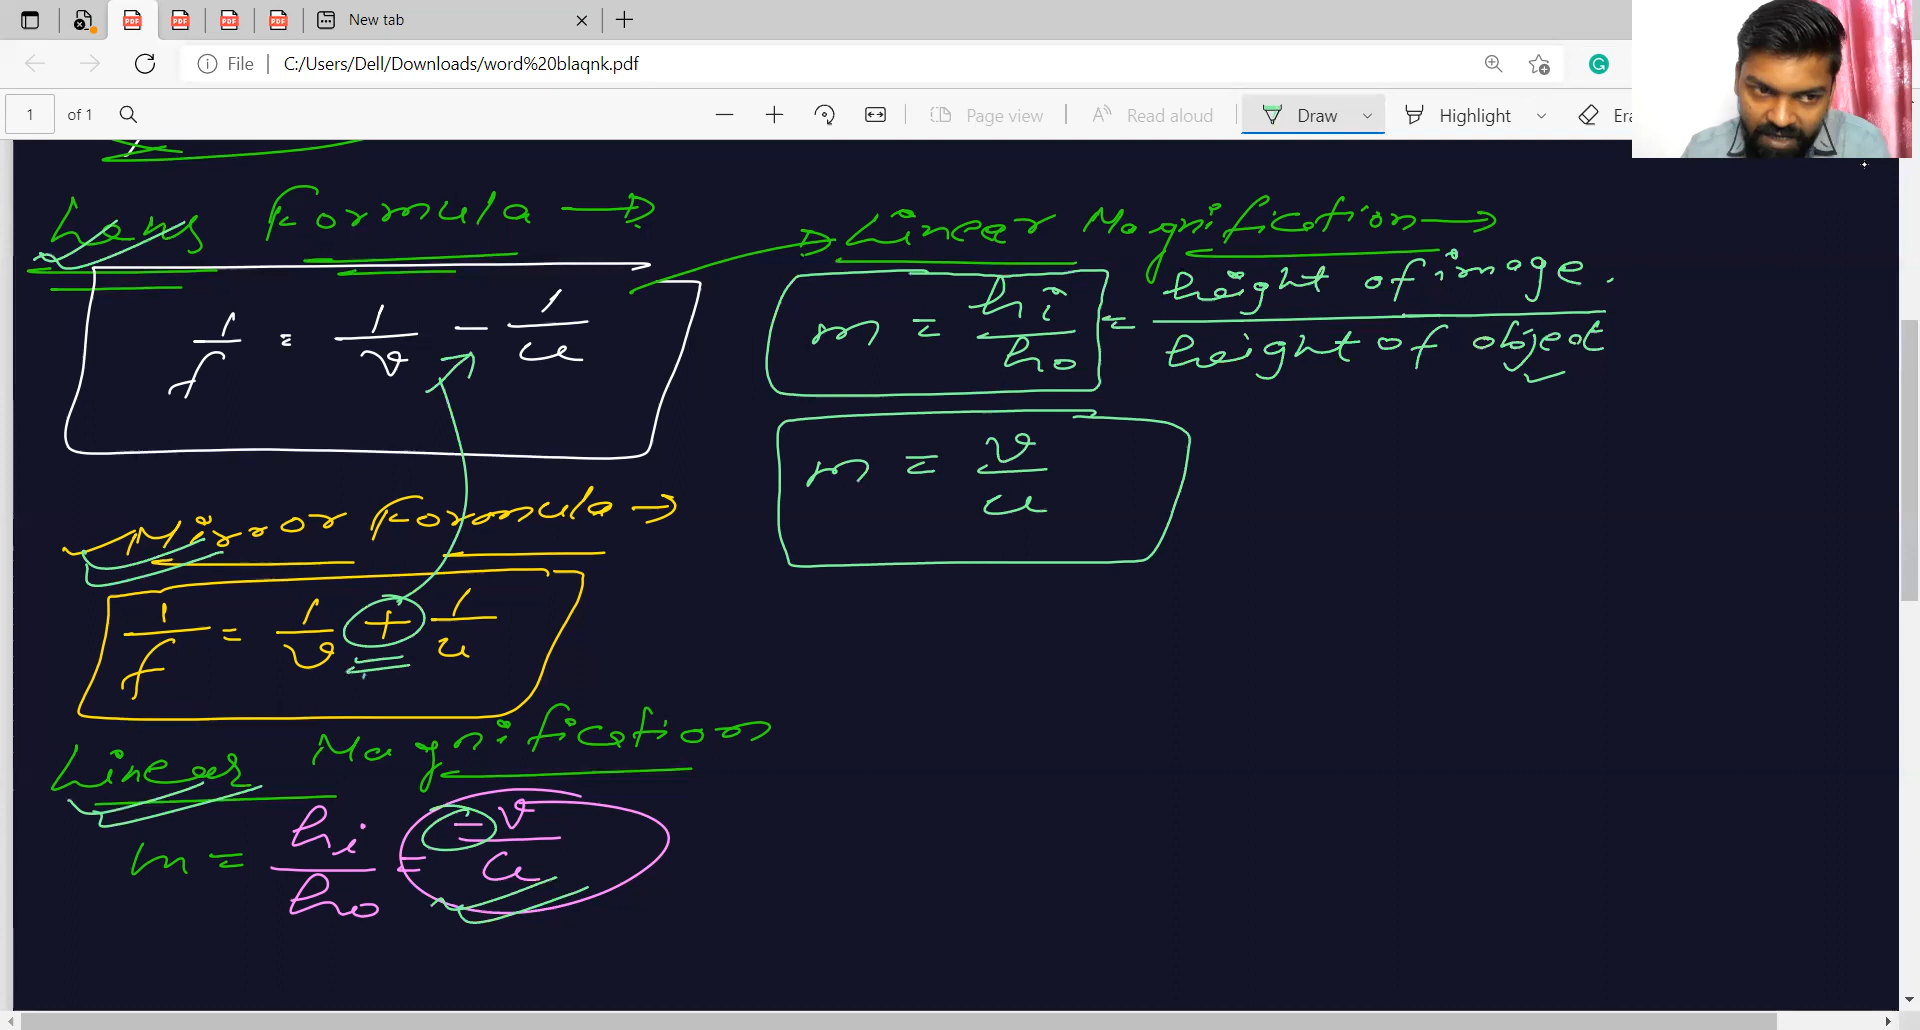 New tab
File | C:/Users/Dell/Downloads/word%20blaqnk.pdf
1 of 1 Page view Read aloud Draw Highlight Era
Lens Formula →
1/f = 1/v - 1/u
Mirror Formula →
1/f = 1/v + 1/u
Linear Magnification
m = hi/ho = -v/u
Linear Magnification →
m = hi/ho = height of image / height of object
m = v/u